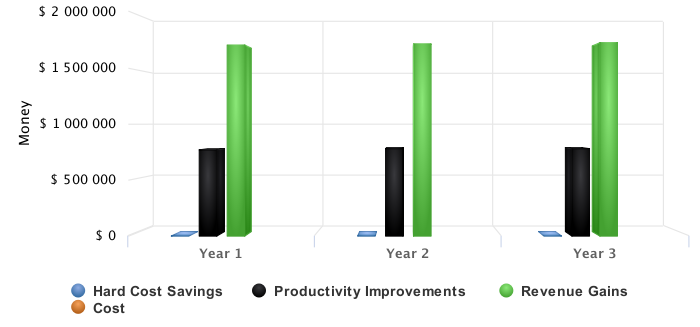 $ 2 000 000
$ 1 500 000
$ 1 000 000
$ 500 000
$ 0
Money
Year 1
Year 2
Year 3
Hard Cost Savings
Productivity Improvements
Revenue Gains
Cost